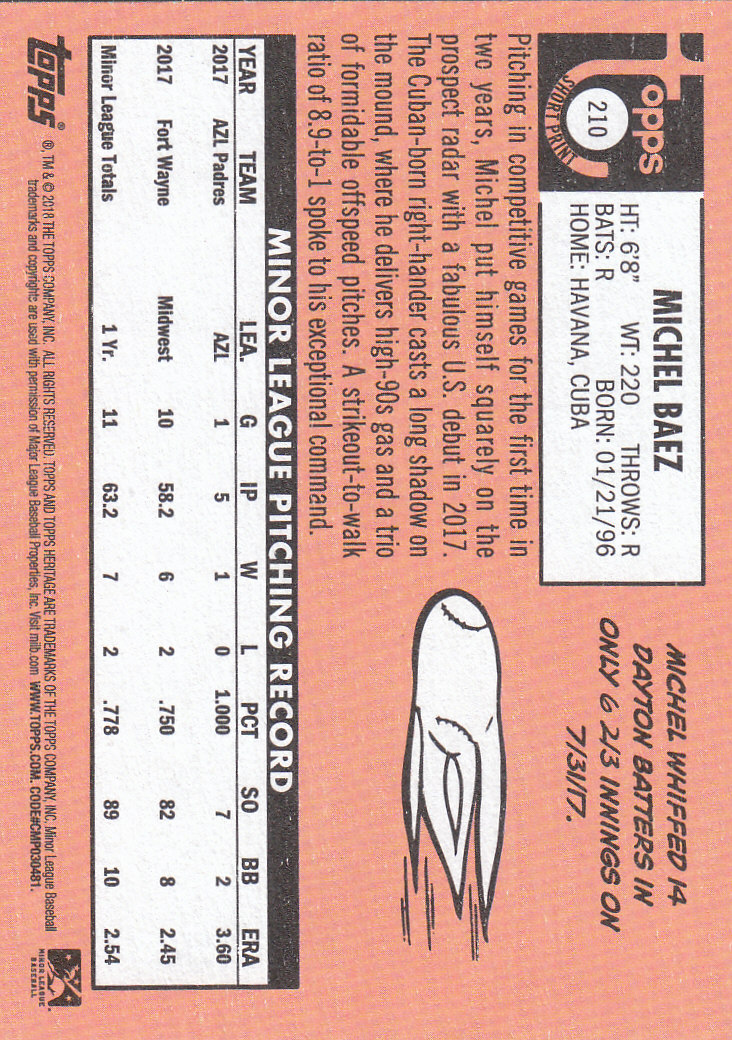 Topps
210
SHORT PRINT
MICHEL BAEZ
HT: 6'8" WT: 220 THROWS: R
BATS: R BORN: 01/21/96
HOME: HAVANA, CUBA
MICHEL WHIFFED 14
DAYTON BATTERS IN
ONLY 6 2/3 INNINGS ON
7/31/17.
Pitching in competitive games for the first time in
two years, Michel put himself squarely on the
prospect radar with a fabulous U.S. debut in 2017.
The Cuban-born right-hander casts a long shadow on
the mound, where he delivers high-90s gas and a trio
of formidable offspeed pitches. A strikeout-to-walk
ratio of 8.9-to-1 spoke to his exceptional command.
MINOR LEAGUE PITCHING RECORD
YEAR TEAM LEA. G IP W L PCT SO BB ERA
2017 AZL Padres AZL 1 5 1 0 1.000 7 2 3.60
2017 Fort Wayne Midwest 10 58.2 6 2 .750 82 8 2.45
Minor League Totals 1 Yr. 11 63.2 7 2 .778 89 10 2.54
Topps®
®, TM & © 2018 THE TOPPS COMPANY, INC. ALL RIGHTS RESERVED. TOPPS AND TOPPS HERITAGE ARE TRADEMARKS OF THE TOPPS COMPANY, INC. Minor League Baseball
trademarks and copyrights are used with permission of Major League Baseball Properties, Inc. Visit milb.com WWW.TOPPS.COM. CODE#CMP030481.
MINOR LEAGUE
BASEBALL